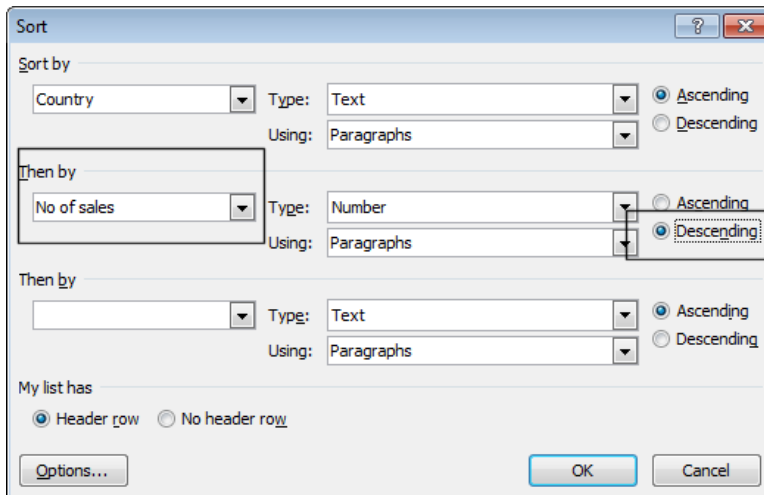 Sort
Sort by
Country Type: Text Ascending
Using: Paragraphs Descending
Then by
No of sales Type: Number Ascending
Using: Paragraphs Descending
Then by
Type: Text Ascending
Using: Paragraphs Descending
My list has
Header row No header row
Options... OK Cancel